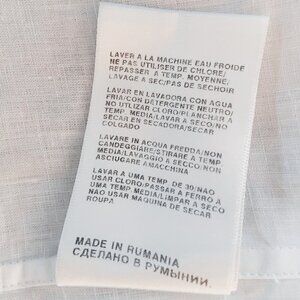 LAVER A LA MACHINE EAU FROIDE
NE PAS UTILISER DE CHLORE,
REPASSER A TEMP. MOYENNE,
LAVAGE A SEC/PAS DE SECHOIR
LAVAR EN LAVADORA CON AGUA
FRIA/CON DETERGENTE NEUTRO/
NO UTILIZAR CLORO/PLANCHAR A
TEMP. MEDIA/LAVAR A SECO/NO
SECAR EN SECADORA/SECAR
COLGADO
LAVARE IN ACQUA FREDDA/NON
CANDEGGIARE/STIRARE A TEMP.
MEDIA/LAVAGGIO A SECCO/NON
ASCIUGARE AMACCHINA
LAVAR A UMA TEMP. DE 30/NAO
USAR CLORO/PASSAR A FERRO A
UMA TEMP. MEDIA/LIMPAR A SECO
NAO USAR MAQUINA DE SECAR
ROUPA
MADE IN RUMANIA
СДЕЛАНО В РУМЫНИИ.